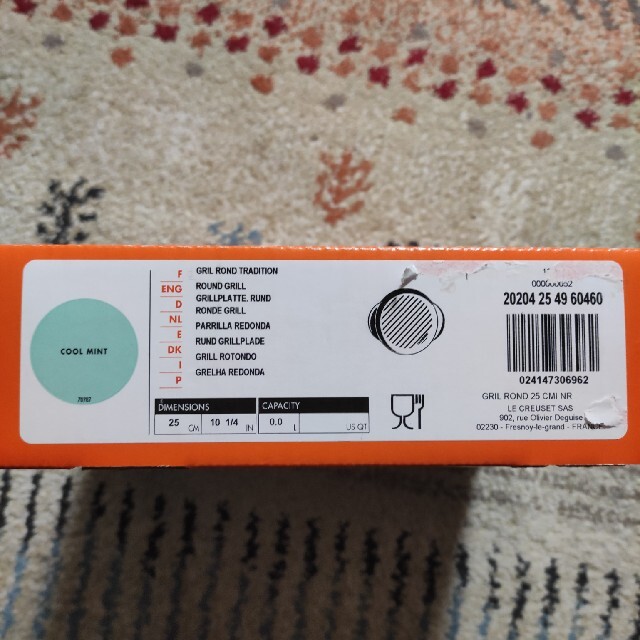 COOL MINT
70707
F GRIL ROND TRADITION
ENG ROUND GRILL
D GRILLPLATTE. RUND
NL RONDE GRILL
E PARRILLA REDONDA
DK RUND GRILLPLADE
I GRILL ROTONDO
P GRELHA REDONDA
DIMENSIONS CAPACITY
25 CM 10 1/4 IN 0.0 L US QT
20204 25 49 60460
024147306962
GRIL ROND 25 CMI NR
LE CREUSET SAS
902, rue Olivier Deguise
02230 - Fresnoy-le-grand - FRANCE